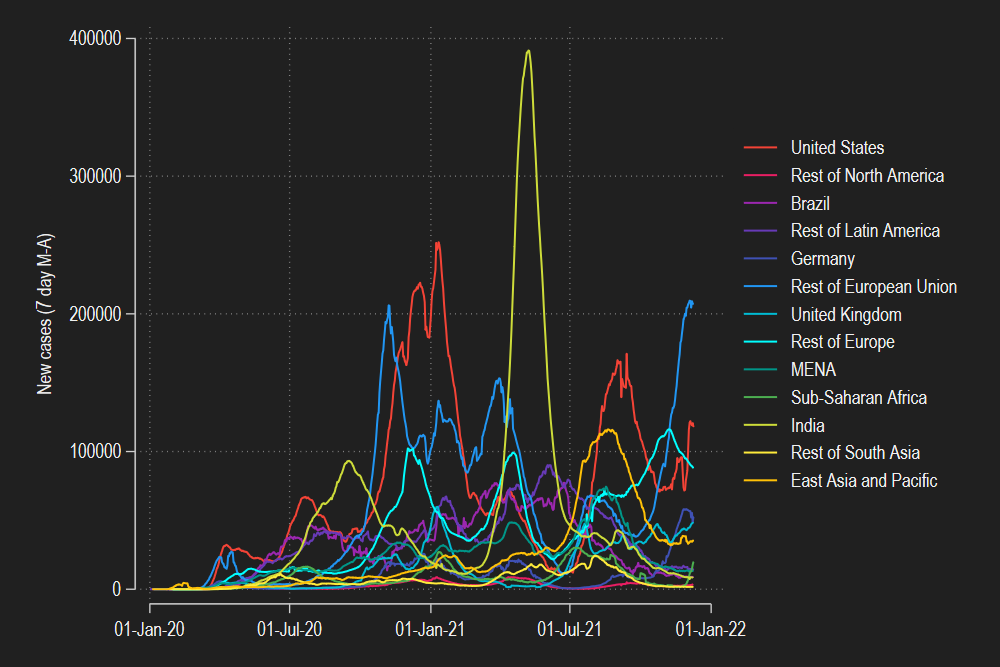 400000
300000
200000
100000
0
New cases (7 day M-A)
01-Jan-20
01-Jul-20
01-Jan-21
01-Jul-21
01-Jan-22
United States
Rest of North America
Brazil
Rest of Latin America
Germany
Rest of European Union
United Kingdom
Rest of Europe
MENA
Sub-Saharan Africa
India
Rest of South Asia
East Asia and Pacific